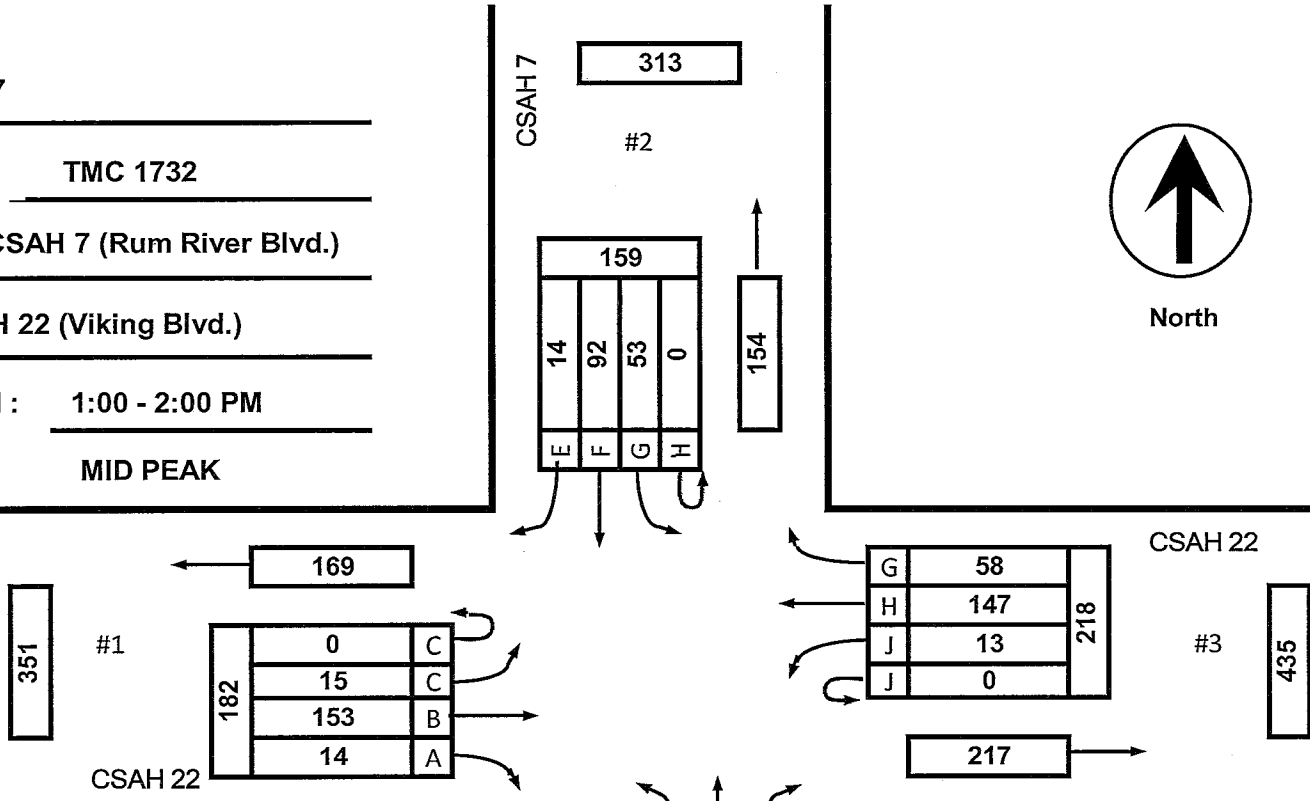 313
CSAH 7
#2
TMC 1732
CSAH 7 (Rum River Blvd.)
159
14 92 53 0
154
E F G H
North
H 22 (Viking Blvd.)
: 1:00 - 2:00 PM
MID PEAK
CSAH 22
169
G 58
H 147
J 13
J 0
218
#3
435
351
#1
182
0 C
15 C
153 B
14 A
CSAH 22
217